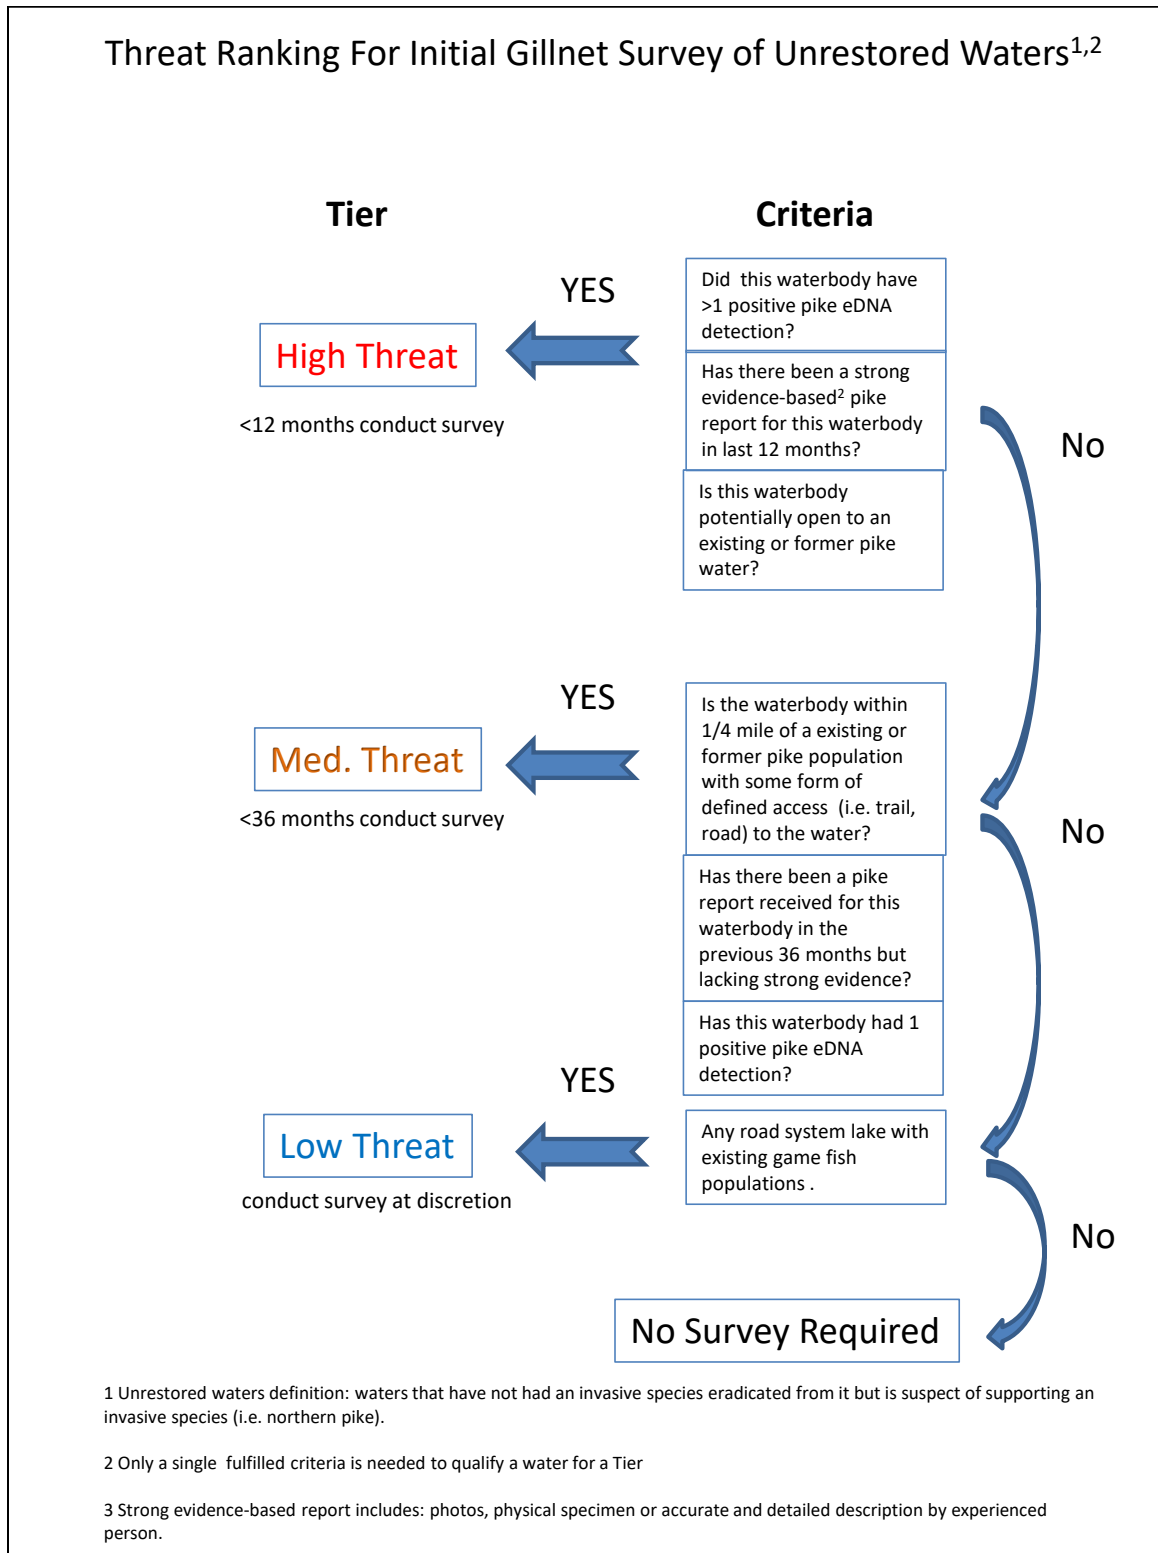 Threat Ranking For Initial Gillnet Survey of Unrestored Waters1,2
Tier
Criteria
YES
Did this waterbody have
>1 positive pike eDNA
detection?
High Threat
<12 months conduct survey
Has there been a strong
evidence-based2 pike
report for this waterbody
in last 12 months?
No
Is this waterbody
potentially open to an
existing or former pike
water?
YES
Is the waterbody within
1/4 mile of a existing or
former pike population
with some form of
defined access (i.e. trail,
road) to the water?
Med. Threat
<36 months conduct survey
No
Has there been a pike
report received for this
waterbody in the
previous 36 months but
lacking strong evidence?
Has this waterbody had 1
positive pike eDNA
detection?
YES
Low Threat
conduct survey at discretion
Any road system lake with
existing game fish
populations .
No
No Survey Required
1 Unrestored waters definition: waters that have not had an invasive species eradicated from it but is suspect of supporting an
invasive species (i.e. northern pike).
2 Only a single fulfilled criteria is needed to qualify a water for a Tier
3 Strong evidence-based report includes: photos, physical specimen or accurate and detailed description by experienced
person.